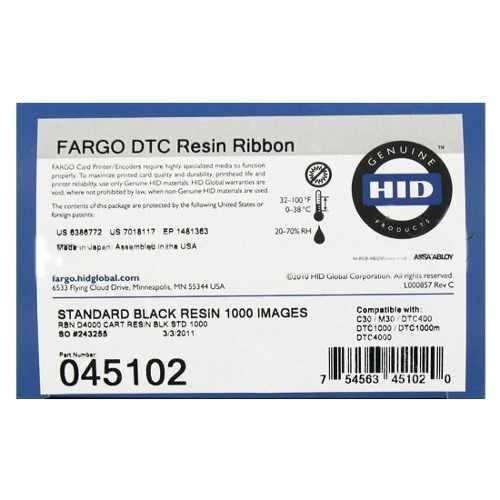 FARGO DTC Resin Ribbon
FARGO Card Printer/Encoders require highly specialized media to function
properly. To maximize printed card quality and durability, printhead life and
printer reliability, use only Genuine HID materials. HID Global warranties are
void, where not prohibited by law, when non-Genuine HID materials are used.
The contents of this package are protected by the following United States or
foreign patents:
US 6386772 US 7018117 EP 1451363
Made in Japan: Assembled in the USA
32-100°F
0-38°C
20-70% RH
GENUINE
HID
PRODUCTS
™
ASSA ABLOY
fargo.hidglobal.com
6533 Flying Cloud Drive, Minneapolis, MN 55344 USA
©2010 HID Global Corporation. All rights reserved.
L000857 Rev C
STANDARD BLACK RESIN 1000 IMAGES
RBN D4000 CART RESIN BLK STD 1000
SO #243255 3/3/2011
Compatible with:
C30 / M30 / DTC400
DTC1000 / DTC1000m
DTC4000
Part Number
045102
7 54563 45102 0